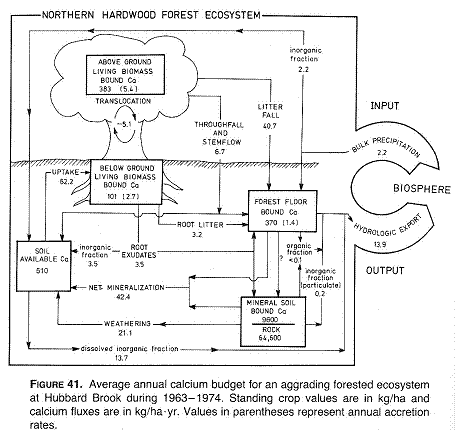 NORTHERN HARDWOOD FOREST ECOSYSTEM
inorganic
fraction
2.2
ABOVE GROUND
LIVING BIOMASS
BOUND Ca
383 (5.4)
TRANSLOCATION
~5.1
LITTER
FALL
40.7
THROUGHFALL
AND
STEMFLOW
6.7
INPUT
BULK PRECIPITATION
2.2
BIOSPHERE
HYDROLOGIC EXPORT
13.9
OUTPUT
UPTAKE
62.2
BELOW GROUND
LIVING BIOMASS
BOUND Ca
101 (2.7)
FOREST FLOOR
BOUND Ca
370 (1.4)
ROOT LITTER
3.2
SOIL
AVAILABLE Ca
510
inorganic
fraction
3.5
ROOT
EXUDATES
3.5
?
organic
fraction
<0.1
inorganic
fraction
(particulate)
0.2
NET MINERALIZATION
42.4
MINERAL SOIL
BOUND Ca
9600
ROCK
64,600
WEATHERING
21.1
dissolved inorganic fraction
13.7
FIGURE 41. Average annual calcium budget for an aggrading forested ecosystem
at Hubbard Brook during 1963–1974. Standing crop values are in kg/ha and
calcium fluxes are in kg/ha·yr. Values in parentheses represent annual accretion
rates.